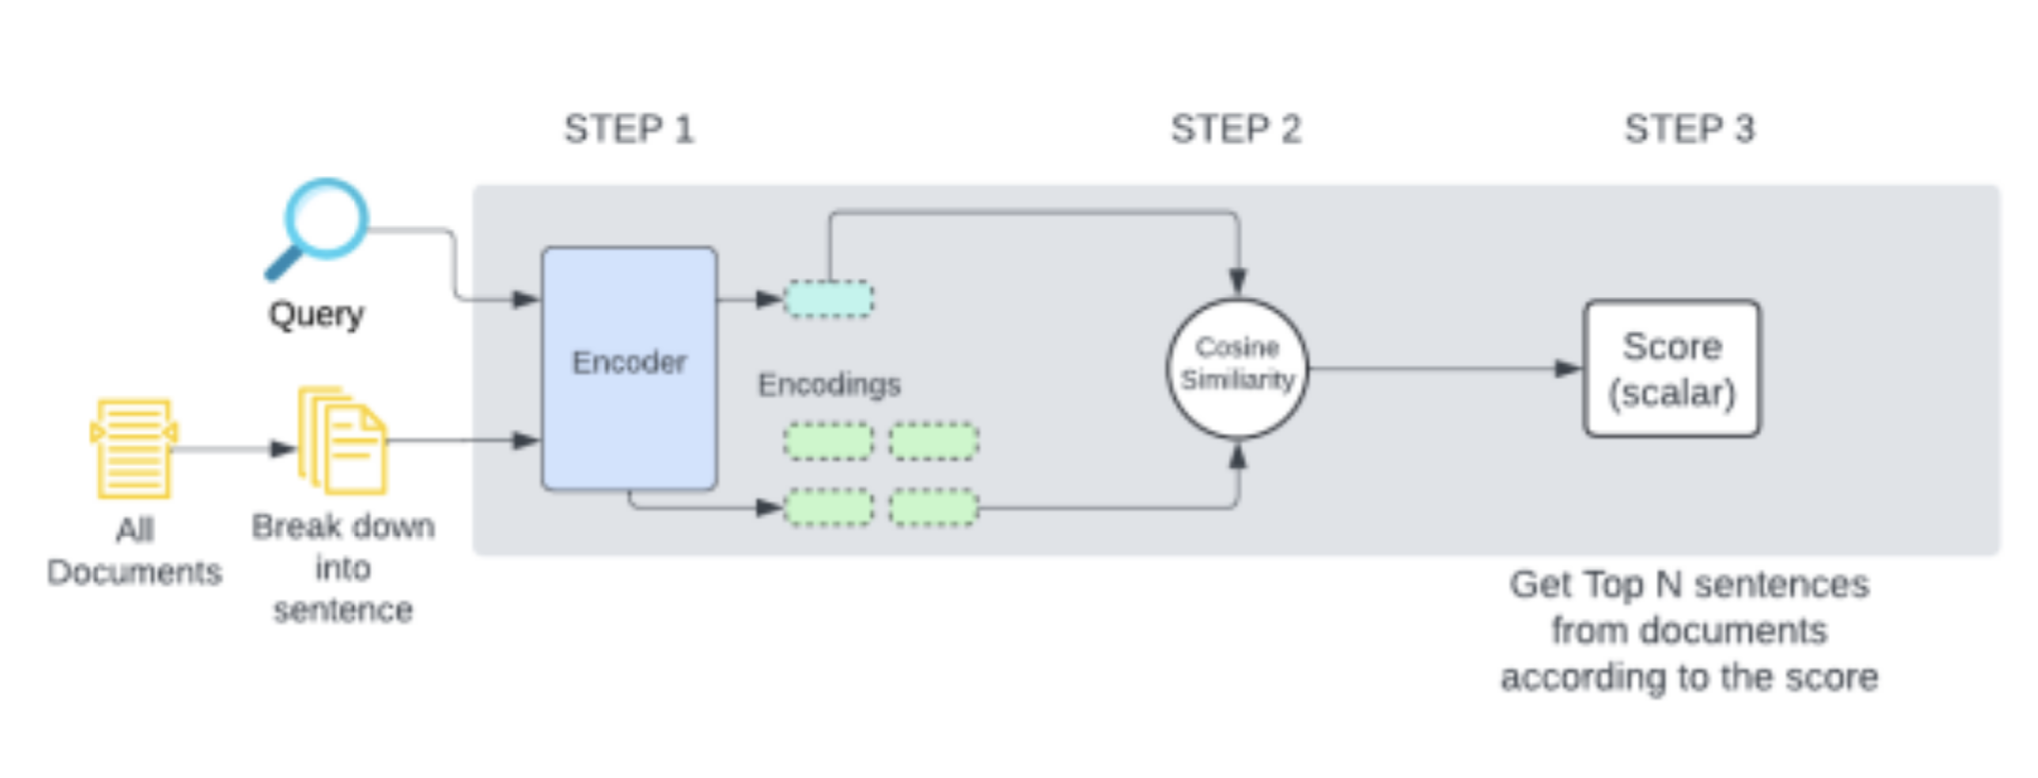 STEP 1
STEP 2
STEP 3
Query
Encoder
Encodings
Cosine
Similiarity
Score
(scalar)
All
Documents
Break down
into
sentence
Get Top N sentences
from documents
according to the score